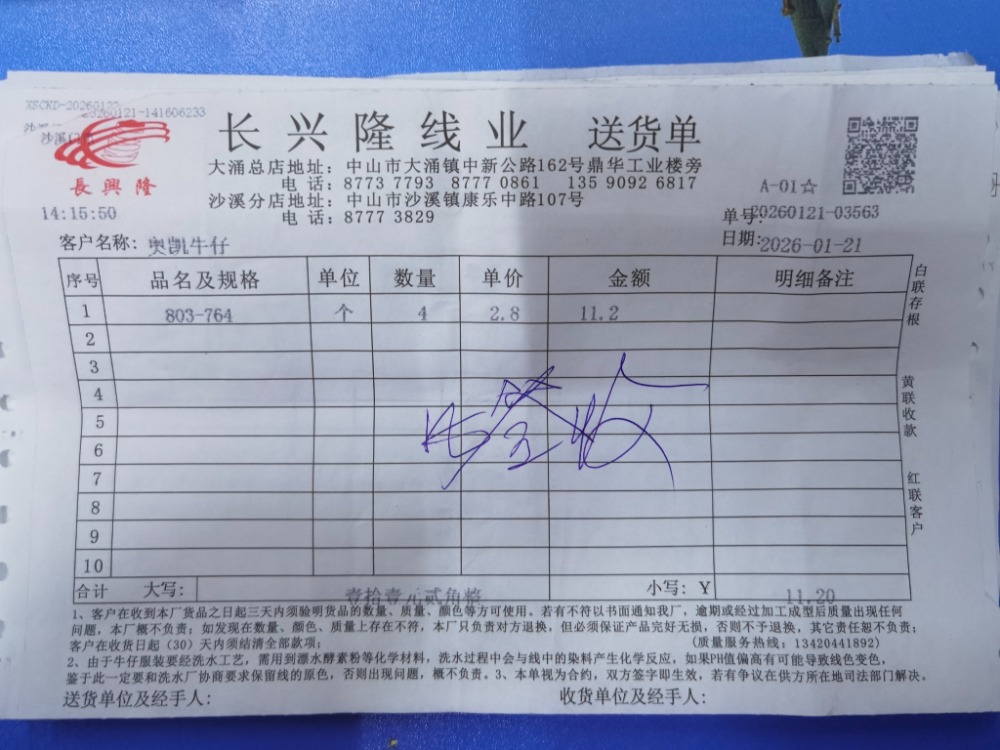 20260121-141606233
長興隆
长兴隆线业 送货单
大涌总店地址：中山市大涌镇中新公路162号鼎华工业楼旁
电话：8773 7793 8777 0861 135 9092 6817
沙溪分店地址：中山市沙溪镇康乐中路107号
电话：8777 3829
A-01☆
14:15:50
单号：20260121-03563
客户名称：奥凯牛仔
日期：2026-01-21
序号 品名及规格 单位 数量 单价 金额 明细备注
1 803-764 个 4 2.8 11.2
2
3
4
5
6
7
8
9
10
签收
合计 大写： 壹拾壹元贰角整 小写：Y 11.20
白联存根
黄联收款
红联客户
1、客户在收到本厂货品之日起三天内须验明货品的数量、质量、颜色等方可使用。若有不符以书面通知我厂，逾期或经过加工成型后质量出现任何
问题，本厂概不负责；如发现在数量、颜色、质量上存在不符，本厂只负责对方退换，但必须保证产品完好无损，否则不予退换，其它责任恕不负责；
客户在收货日起（30）天内须结清全部款项； (质量服务热线：13420441892)
2、由于牛仔服装要经洗水工艺，需用到漂水酵素粉等化学材料，洗水过程中会与线中的染料产生化学反应，如果PH值偏高有可能导致线色变色，
鉴于此一定要和洗水厂协商要求保留线的原色，否则出现问题，概不负责。3、本单视为合约，双方签字即生效，若有争议在供方所在地司法部门解决。
送货单位及经手人： 收货单位及经手人：